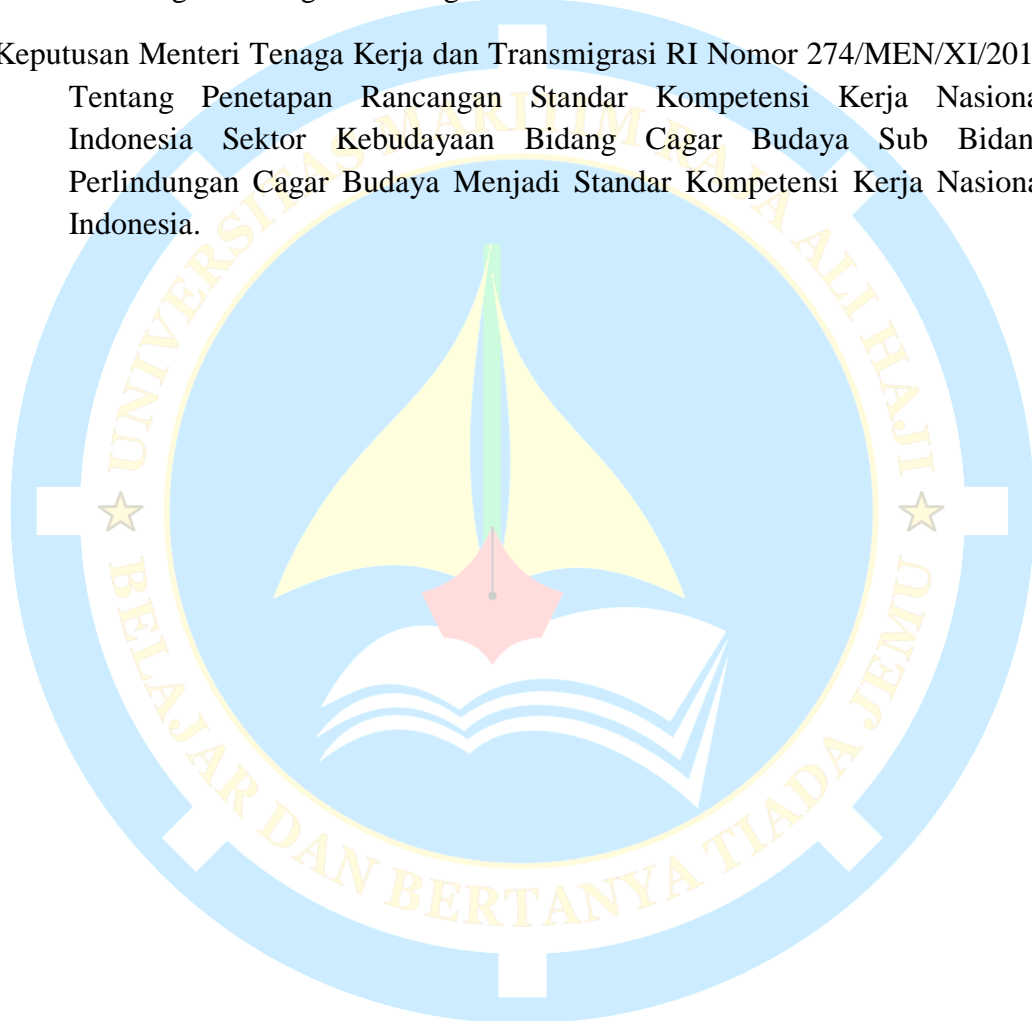 Keputusan Menteri Tenaga Kerja dan Transmigrasi RI Nomor 274/MEN/XI/201
Tentang Penetapan Rancangan Standar Kompetensi Kerja Nasiona
Indonesia Sektor Kebudayaan Bidang Cagar Budaya Sub Bidan
Perlindungan Cagar Budaya Menjadi Standar Kompetensi Kerja Nasiona
Indonesia.
UNIVERSITAS MARITIM RAJA ALI HAJI
BELAJAR DAN BERTANYA TIADA JEMU